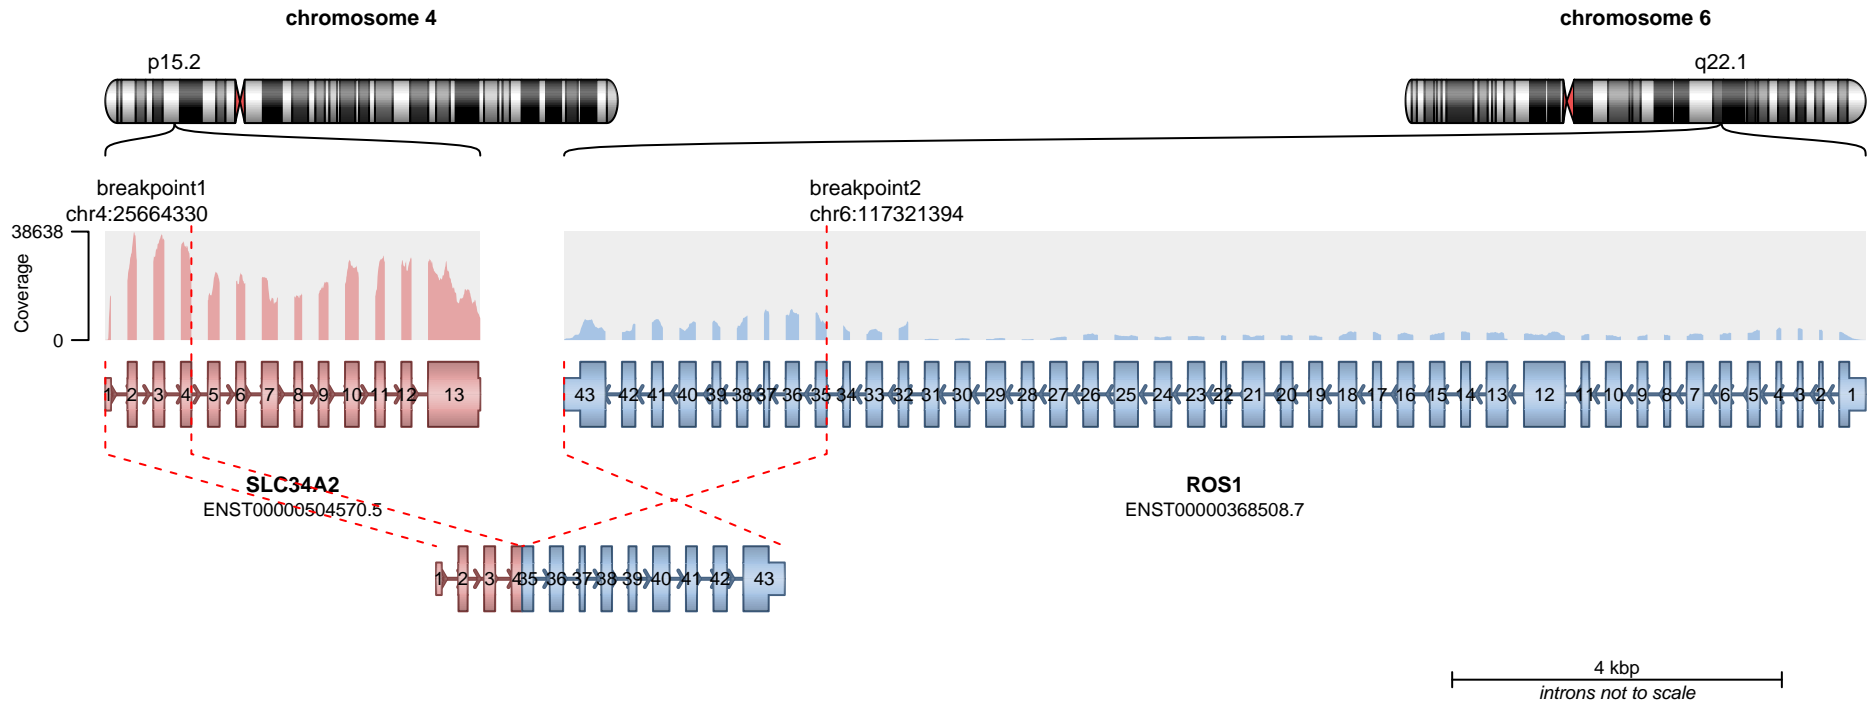 chromosome 4
chromosome 6
p15.2
q22.1
breakpoint1
chr4:25664330
breakpoint2
chr6:117321394
38638
Coverage
0
1 2 3 4 5 6 7 8 9 10 11 12 13
43 42 41 40 39 38 37 36 35 34 33 32 31 30 29 28 27 26 25 24 23 22 21 20 19 18 17 16 15 14 13 12 11 10 9 8 7 6 5 4 3 2 1
SLC34A2
ENST00000504570.5
ROS1
ENST00000368508.7
1 2 3 4 35 36 37 38 39 40 41 42 43
4 kbp
introns not to scale